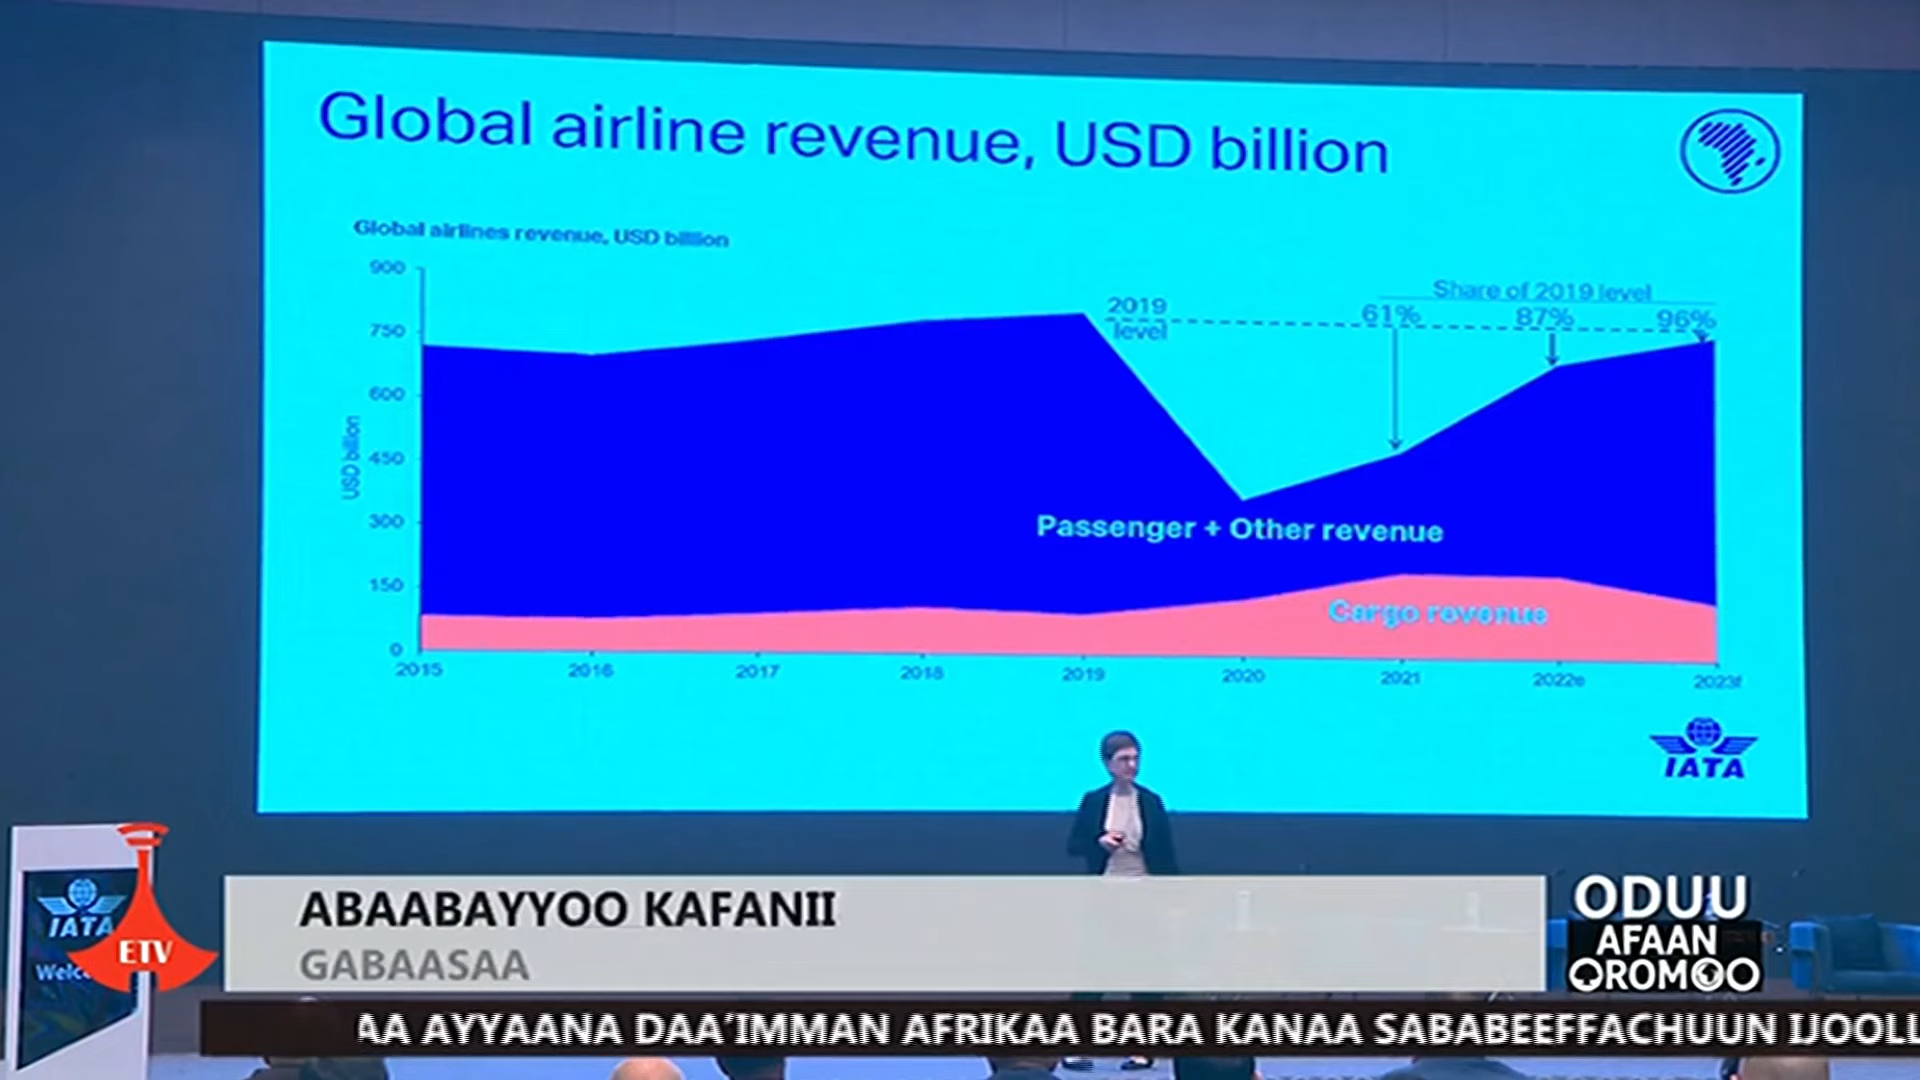 Global airline revenue, USD billion
Global airlines revenue, USD billion
900
750
600
450
300
150
0
USD billion
2015
2016
2017
2018
2019
2020
2021
2022e
2023f
2019
level
Share of 2019 level
61%
87%
96%
Passenger + Other revenue
Cargo revenue
IATA
IATA
ETV
ABAABAYYOO KAFANII
GABAASAA
ODUU
AFAAN
OROMOO
AA AYYAANA DAA'IMMAN AFRIKAA BARA KANAA SABABEEFFACHUUN IJOOLL